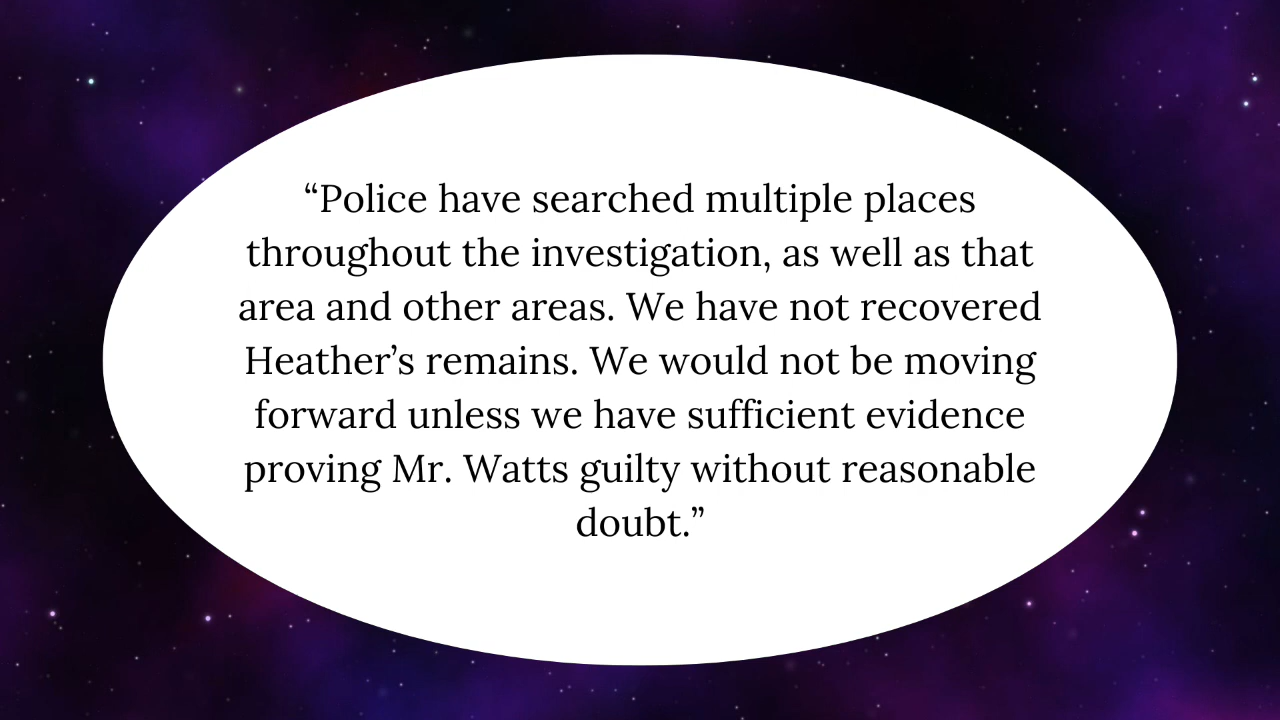 “Police have searched multiple places
throughout the investigation, as well as that
area and other areas. We have not recovered
Heather’s remains. We would not be moving
forward unless we have sufficient evidence
proving Mr. Watts guilty without reasonable
doubt.”